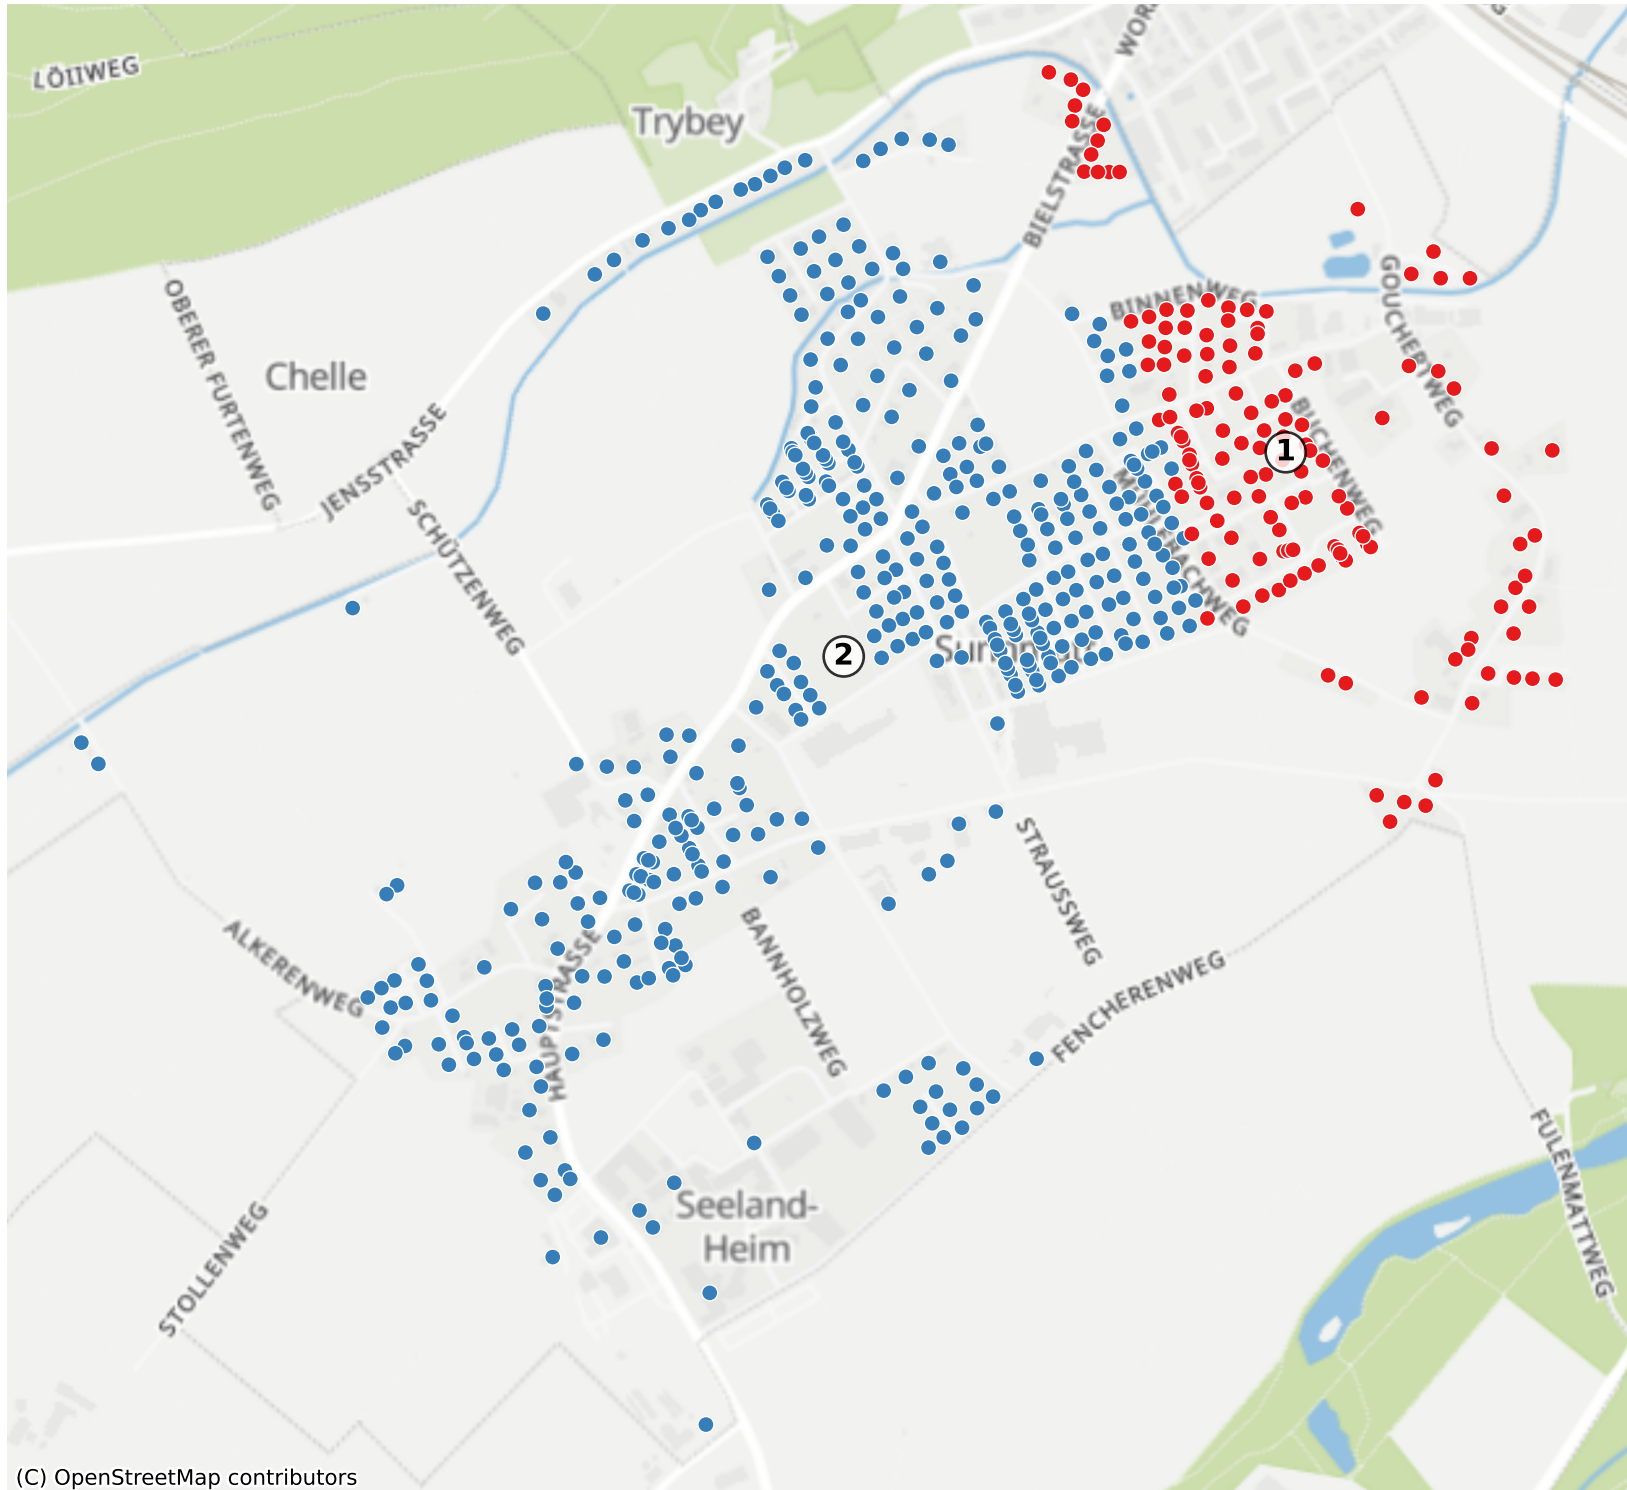 LÖIIWEG
Trybey
BIELSTRASSE
BINNENWEG
GOUCHERTWEG
OBERER FURTENWEG
Chelle
JENSSTRASSE
SCHÜTZENWEG
BUCHENWEG
1
2
STRAUSSWEG
BANNHOLZWEG
ALKERENWEG
HAUPTSTRASSE
FENCHERENWEG
FULENMATTWEG
Seeland-
Heim
STOLLENWEG
(C) OpenStreetMap contributors